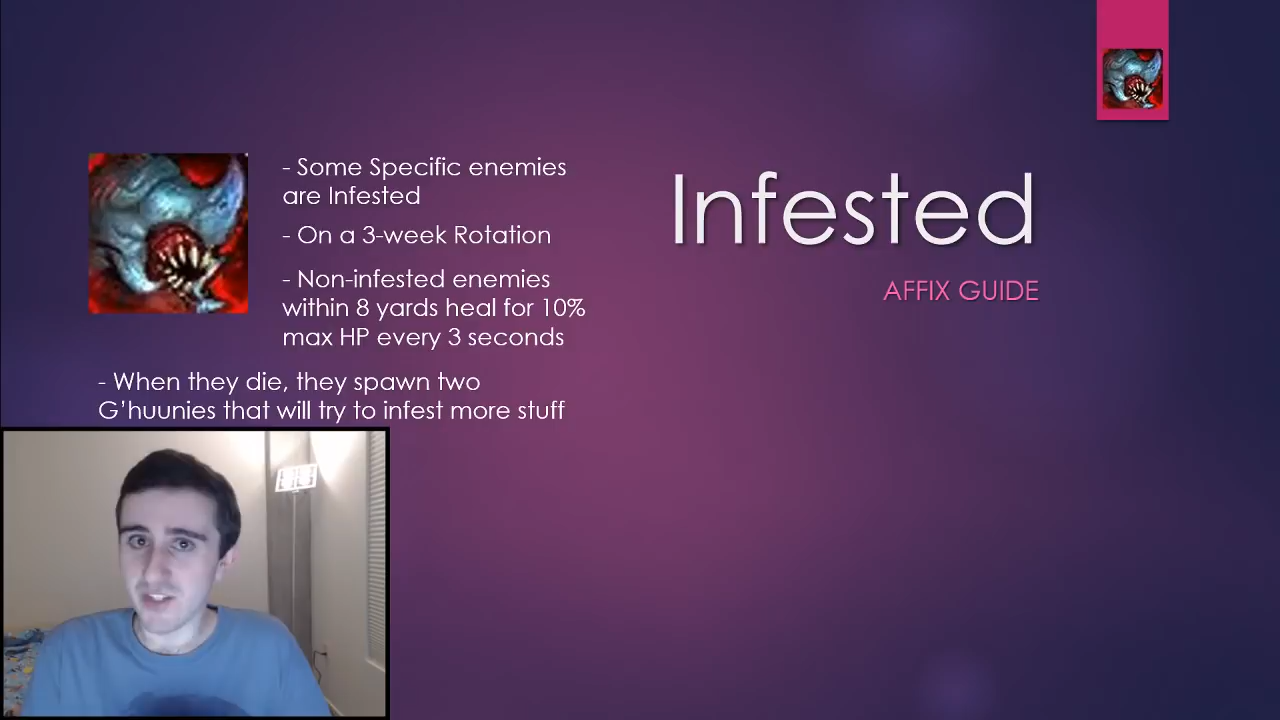 - Some Specific enemies
are Infested
- On a 3-week Rotation
- Non-infested enemies
within 8 yards heal for 10%
max HP every 3 seconds
- When they die, they spawn two
G'huunies that will try to infest more stuff
Infested
AFFIX GUIDE